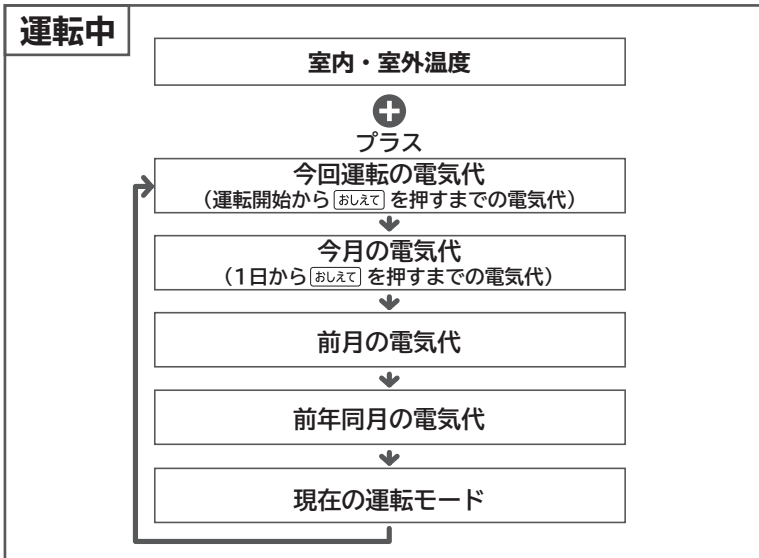 運転中
室内・室外温度
プラス
今回運転の電気代
（運転開始から おしえて を押すまでの電気代）
今月の電気代
（1日から おしえて を押すまでの電気代）
前月の電気代
前年同月の電気代
現在の運転モード